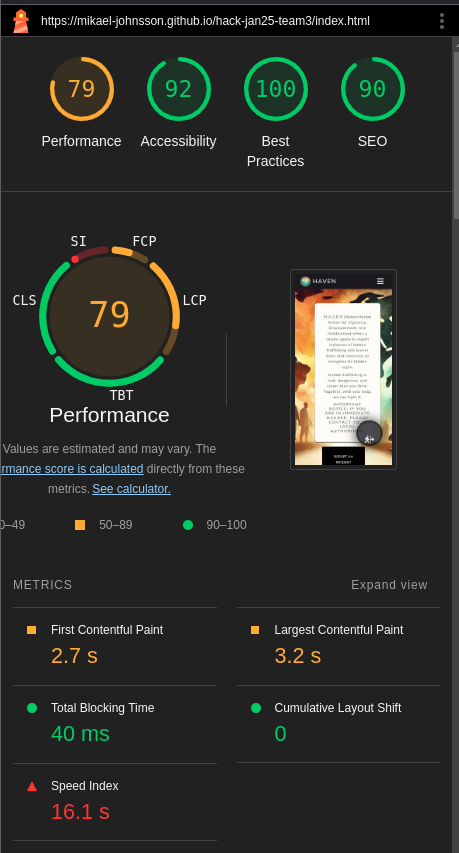 https://mikael-johnsson.github.io/hack-jan25-team3/index.html
79
92
100
90
Performance
Accessibility
Best
Practices
SEO
SI
FCP
CLS
LCP
79
TBT
Performance
HAVEN
Values are estimated and may vary. The
rmance score is calculated directly from these
metrics. See calculator.
0–49
50–89
90–100
METRICS
Expand view
First Contentful Paint
2.7 s
Largest Contentful Paint
3.2 s
Total Blocking Time
40 ms
Cumulative Layout Shift
0
Speed Index
16.1 s